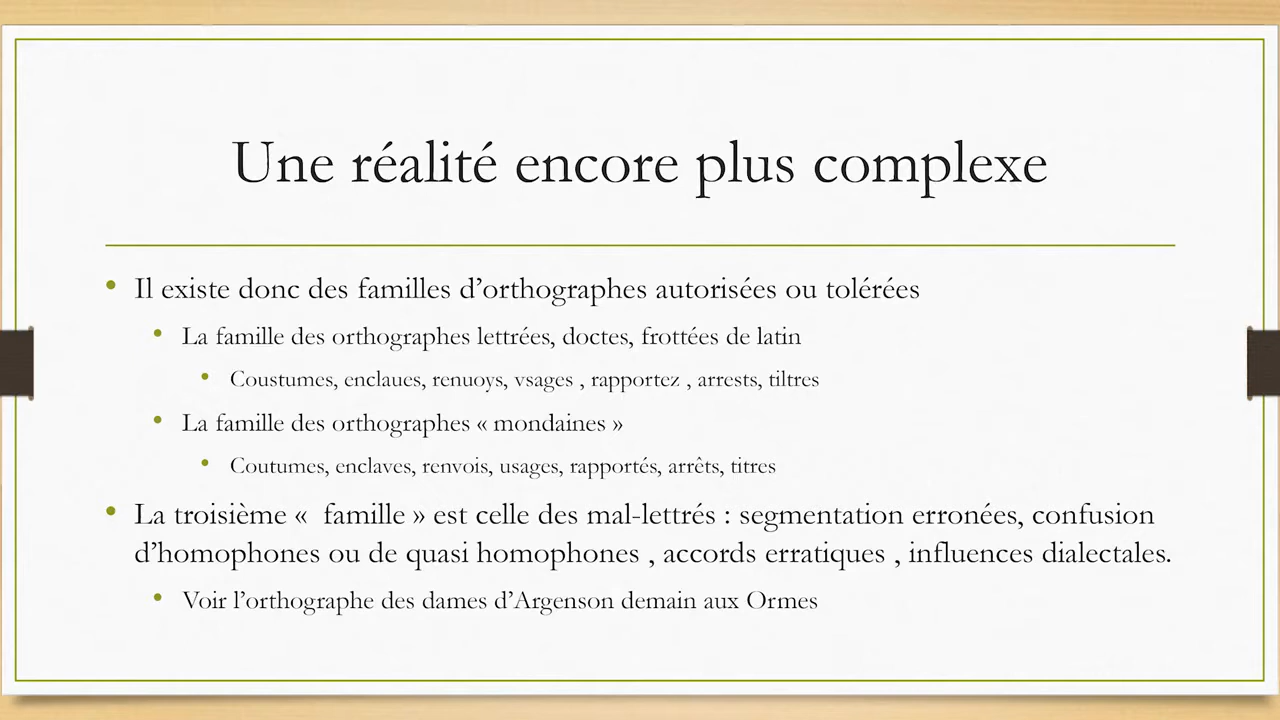 Une réalité encore plus complexe
• Il existe donc des familles d’orthographes autorisées ou tolérées
• La famille des orthographes lettrées, doctes, frottées de latin
• Coustumes, enclaues, renuoys, vsages , rapportez , arrests, tiltres
• La famille des orthographes « mondaines »
• Coutumes, enclaves, renvois, usages, rapportés, arrêts, titres
• La troisième «  famille » est celle des mal-lettrés : segmentation erronées, confusion
d’homophones ou de quasi homophones , accords erratiques , influences dialectales.
• Voir l’orthographe des dames d’Argenson demain aux Ormes